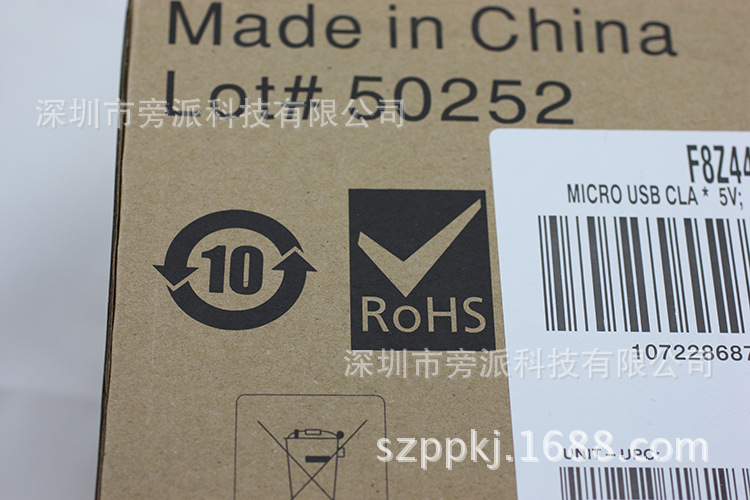 Made in China
Lot# 50252
深圳市旁派科技有限公司
F8Z44
MICRO USB CLA * 5V;
10
RoHS
107228687
深圳市旁派科技有限公司
szppkj.1688.com
UNIT-UPC: